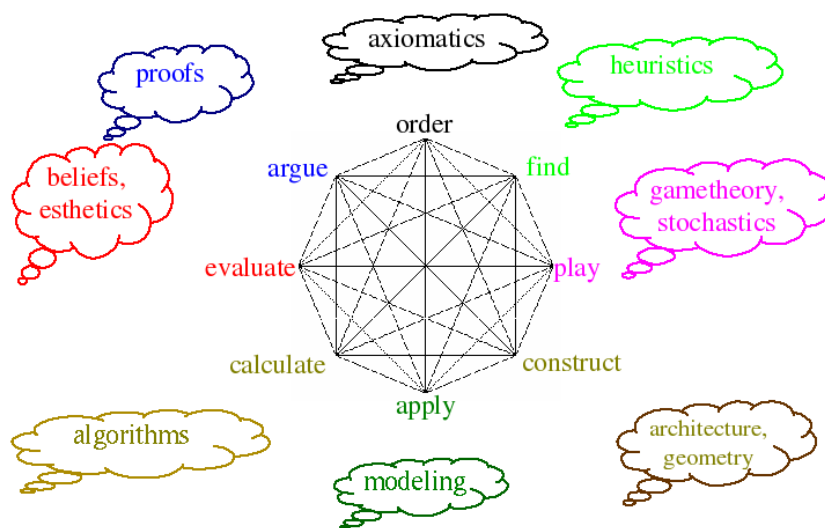 axiomatics
proofs
heuristics
order
argue
find
beliefs,
esthetics
gametheory,
stochastics
evaluate
play
calculate
construct
apply
algorithms
architecture,
geometry
modeling